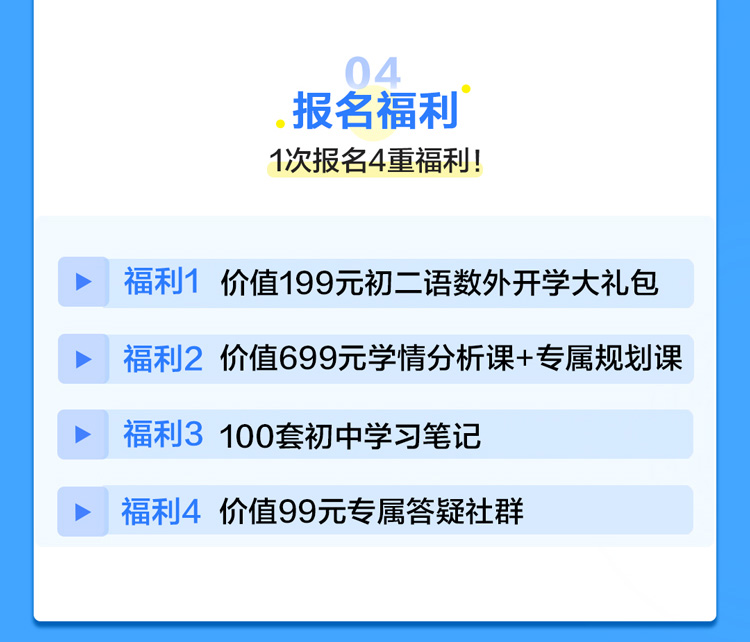 04
报名福利
1次报名4重福利!
福利1 价值199元初二语数外开学大礼包
福利2 价值699元学情分析课+专属规划课
福利3 100套初中学习笔记
福利4 价值99元专属答疑社群